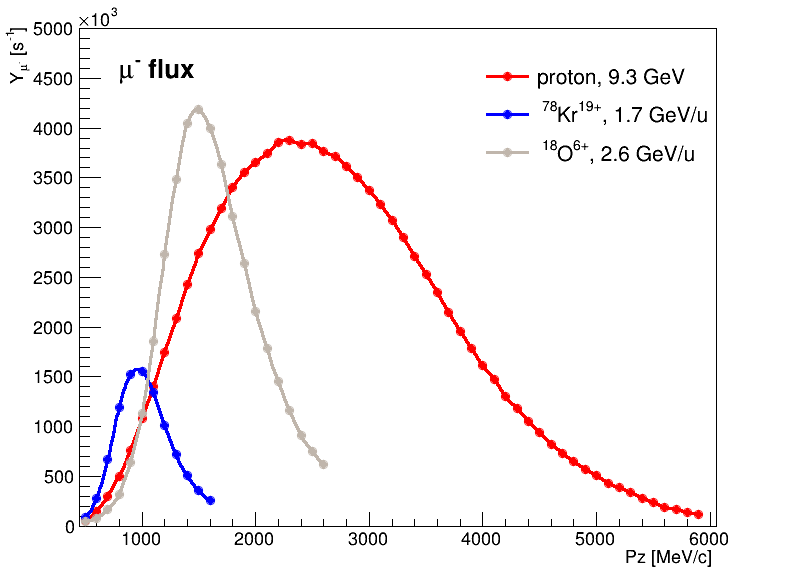 ×10³
Y_μ⁻ [s⁻¹]
μ⁻ flux
proton, 9.3 GeV
⁷⁸Kr¹⁹⁺, 1.7 GeV/u
¹⁸O⁶⁺, 2.6 GeV/u
5000
4500
4000
3500
3000
2500
2000
1500
1000
500
0
1000 2000 3000 4000 5000 6000
Pz [MeV/c]